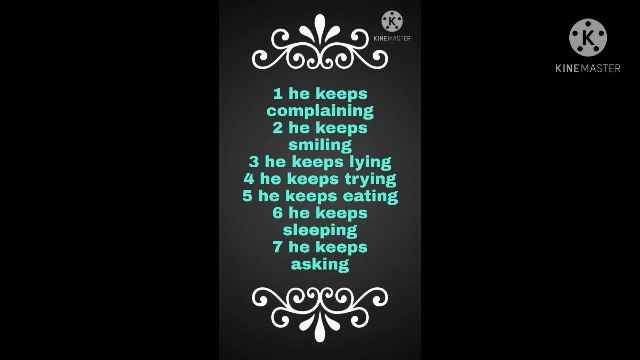 KINEMASTER
KINEMASTER
1 he keeps
complaining
2 he keeps
smiling
3 he keeps lying
4 he keeps trying
5 he keeps eating
6 he keeps
sleeping
7 he keeps
asking